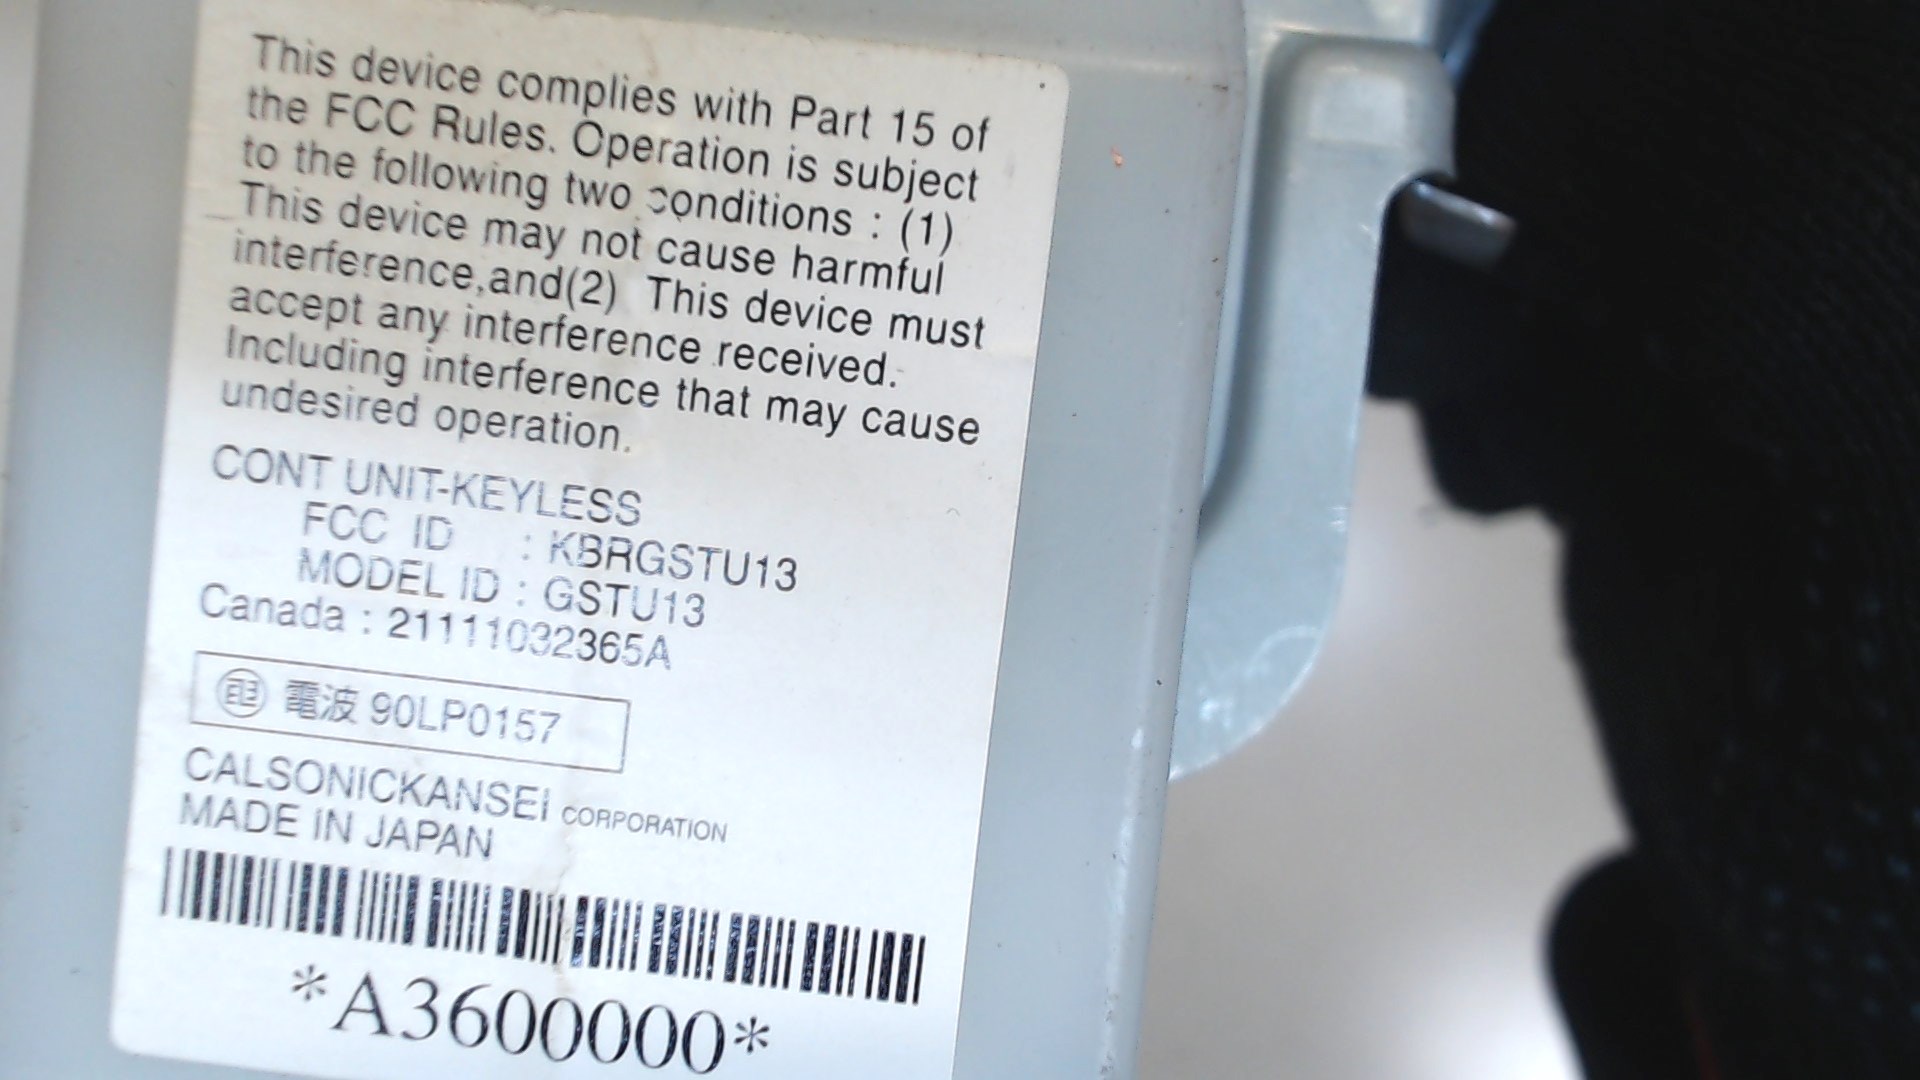 This device complies with Part 15 of
the FCC Rules. Operation is subject
to the following two conditions : (1)
This device may not cause harmful
interference,and(2) This device must
accept any interference received.
Including interference that may cause
undesired operation.
CONT UNIT-KEYLESS
FCC ID : KBRGSTU13
MODEL ID : GSTU13
Canada : 21111032365A
電波 90LP0157
CALSONICKANSEI CORPORATION
MADE IN JAPAN
*A3600000*